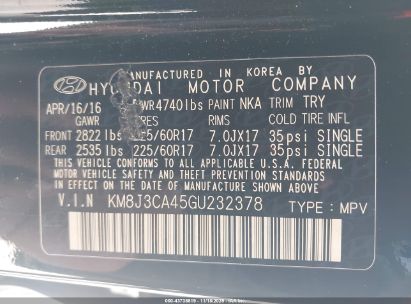 MANUFACTURED IN KOREA BY
HYUNDAI MOTOR COMPANY
APR/16/16 GVWR4740lbs PAINT NKA TRIM TRY
GAWR TIRES RIMS COLD TIRE INFL
FRONT 2822lbs 225/60R17 7.0JX17 35psi SINGLE
REAR 2535lbs 225/60R17 7.0JX17 35psi SINGLE
THIS VEHICLE CONFORMS TO ALL APPLICABLE U.S.A. FEDERAL
MOTOR VEHICLE SAFETY, BUMPER, AND THEFT PREVENTION
STANDARDS IN EFFECT ON THE DATE OF MANUFACTURE
SHOWN ABOVE.
V.I.N KM8J3CA45GU232378 TYPE : MPV